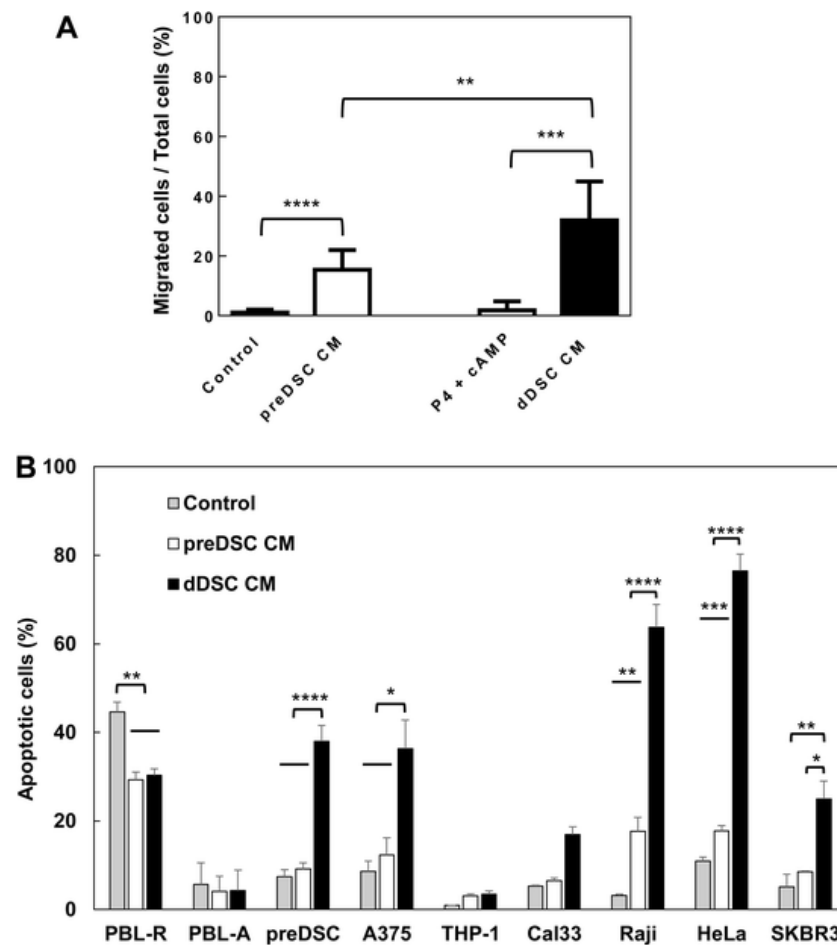 A
Migrated cells / Total cells (%)
100
80
60
40
20
0
****
**
***
Control
preDSC CM
P4 + cAMP
dDSC CM
B
Apoptotic cells (%)
100
80
60
40
20
0
Control
preDSC CM
dDSC CM
**
****
*
**
****
***
****
**
*
PBL-R PBL-A preDSC A375 THP-1 Cal33 Raji HeLa SKBR3